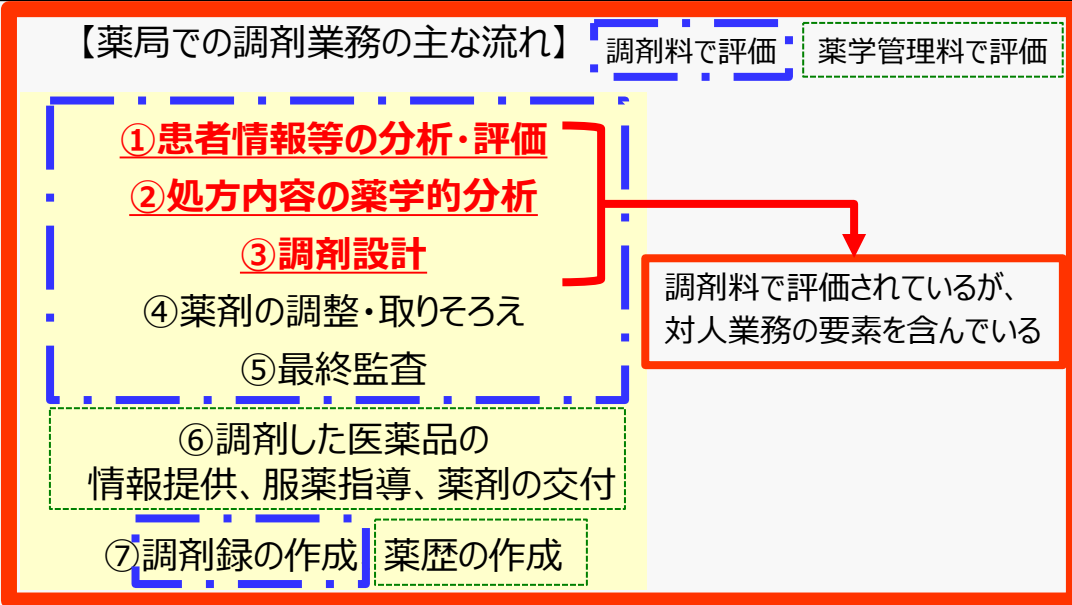 【薬局での調剤業務の主な流れ】
調剤料で評価
薬学管理料で評価
①患者情報等の分析・評価
②処方内容の薬学的分析
③調剤設計
④薬剤の調整・取りそろえ
⑤最終監査
調剤料で評価されているが、
対人業務の要素を含んでいる
⑥調剤した医薬品の
情報提供、服薬指導、薬剤の交付
⑦調剤録の作成 薬歴の作成